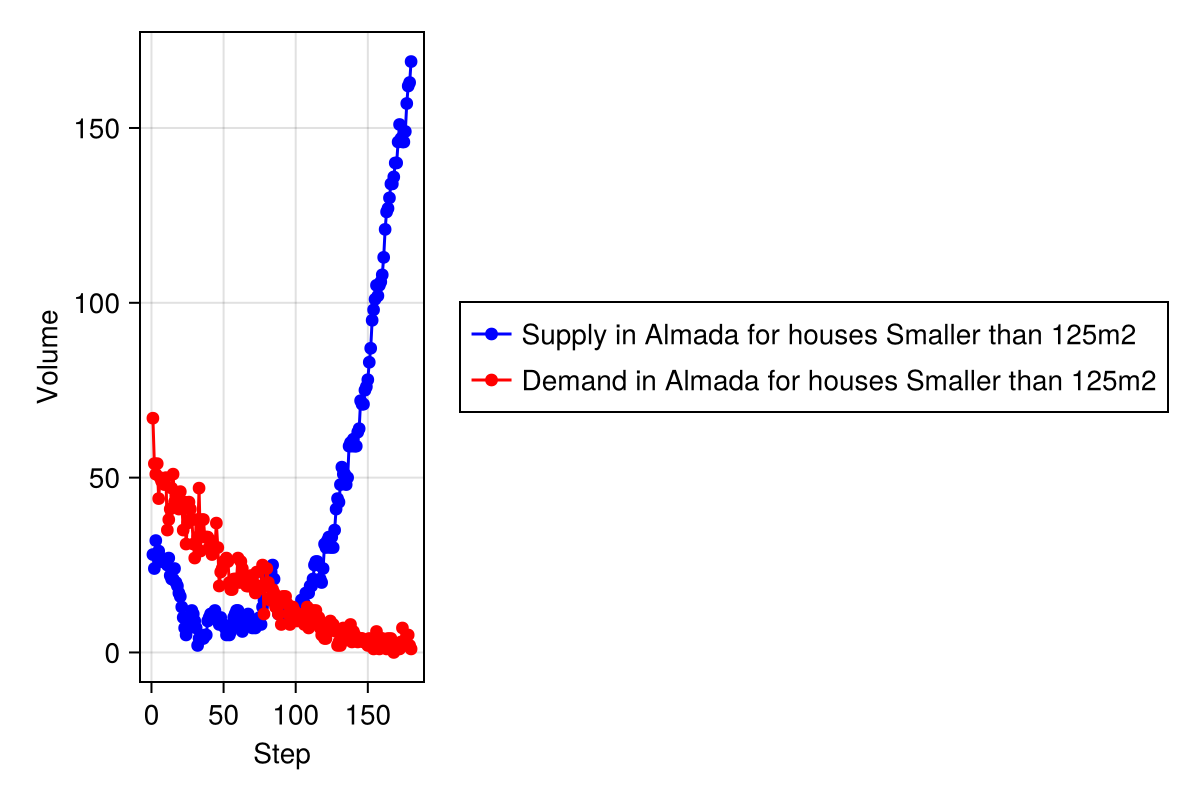 150
100
50
0
Volume
0 50 100 150
Step
Supply in Almada for houses Smaller than 125m2
Demand in Almada for houses Smaller than 125m2